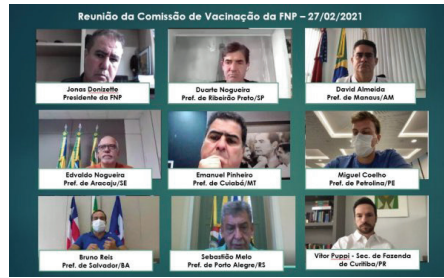 Reunião da Comissão de Vacinação da FNP – 27/02/2021
Jonas Donizette
Presidente da FNP
Duarte Nogueira
Pref. de Ribeirão Preto/SP
David Almeida
Pref. de Manaus/AM
Edvaldo Nogueira
Pref. de Aracaju/SE
Emanuel Pinheiro
Pref. de Cuiabá/MT
Miguel Coelho
Pref. de Petrolina/PE
Bruno Reis
Pref. de Salvador/BA
Sebastião Melo
Pref. de Porto Alegre/RS
Vitor Puppi - Sec. de Fazenda
de Curitiba/PR